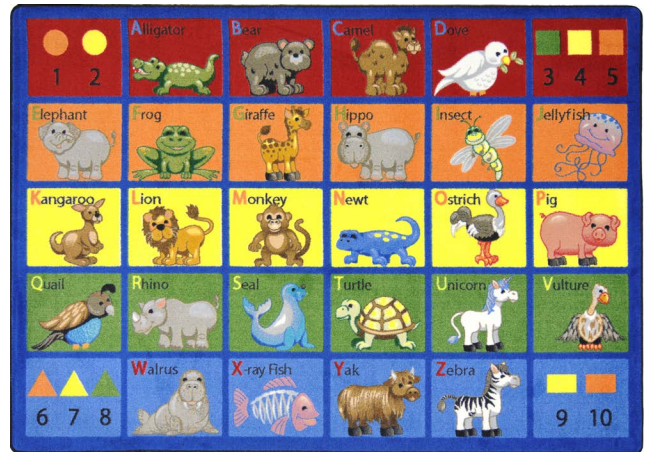 1 2
Alligator
Bear
Camel
Dove
3 4 5
Elephant
Frog
Giraffe
Hippo
Insect
Jellyfish
Kangaroo
Lion
Monkey
Newt
Ostrich
Pig
Quail
Rhino
Seal
Turtle
Unicorn
Vulture
6 7 8
Walrus
X-ray Fish
Yak
Zebra
9 10